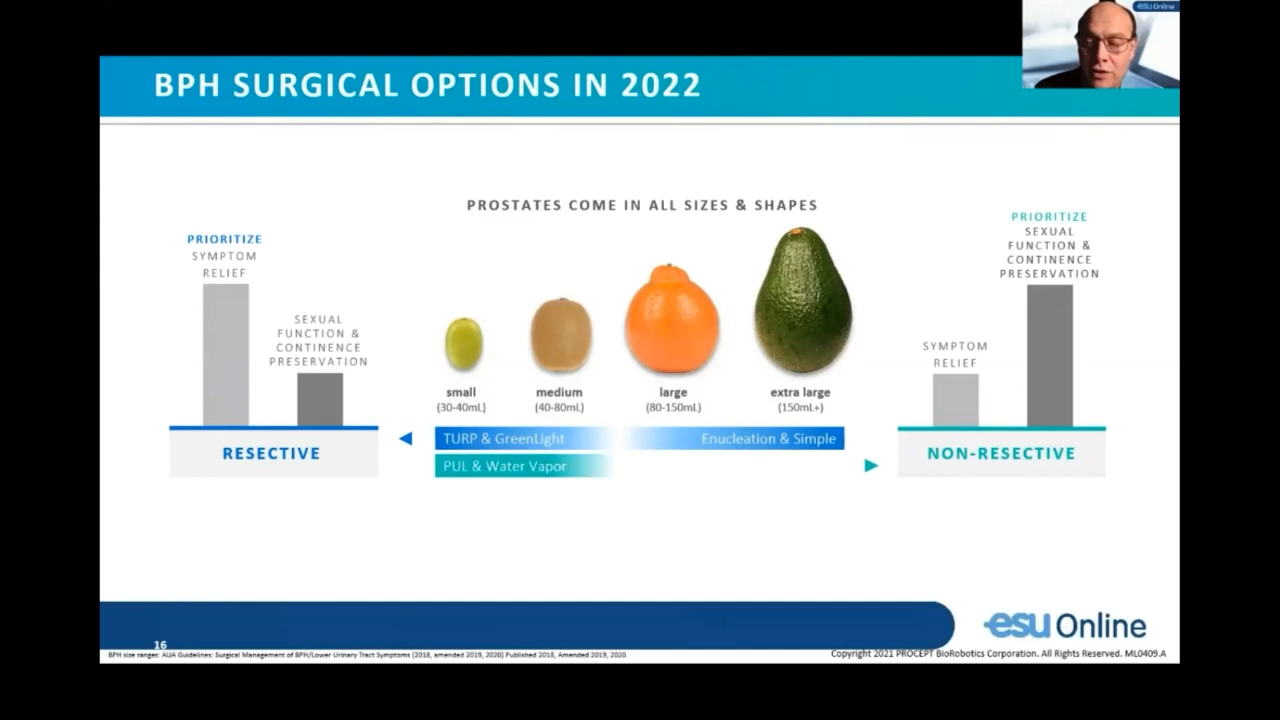 esu Online
BPH SURGICAL OPTIONS IN 2022
PROSTATES COME IN ALL SIZES & SHAPES
PRIORITIZE
SYMPTOM
RELIEF
SEXUAL
FUNCTION &
CONTINENCE
PRESERVATION
RESECTIVE
small
(30-40mL)
medium
(40-80mL)
large
(80-150mL)
extra large
(150mL+)
TURP & GreenLight
Enucleation & Simple
PUL & Water Vapor
SYMPTOM
RELIEF
PRIORITIZE
SEXUAL
FUNCTION &
CONTINENCE
PRESERVATION
NON-RESECTIVE
16
esu Online
BPH size ranges: AUA Guidelines: Surgical Management of BPH/Lower Urinary Tract Symptoms (2018, amended 2019, 2020) Published 2018, Amended 2019, 2020.
Copyright 2021 PROCEPT BioRobotics Corporation. All Rights Reserved. ML0409.A